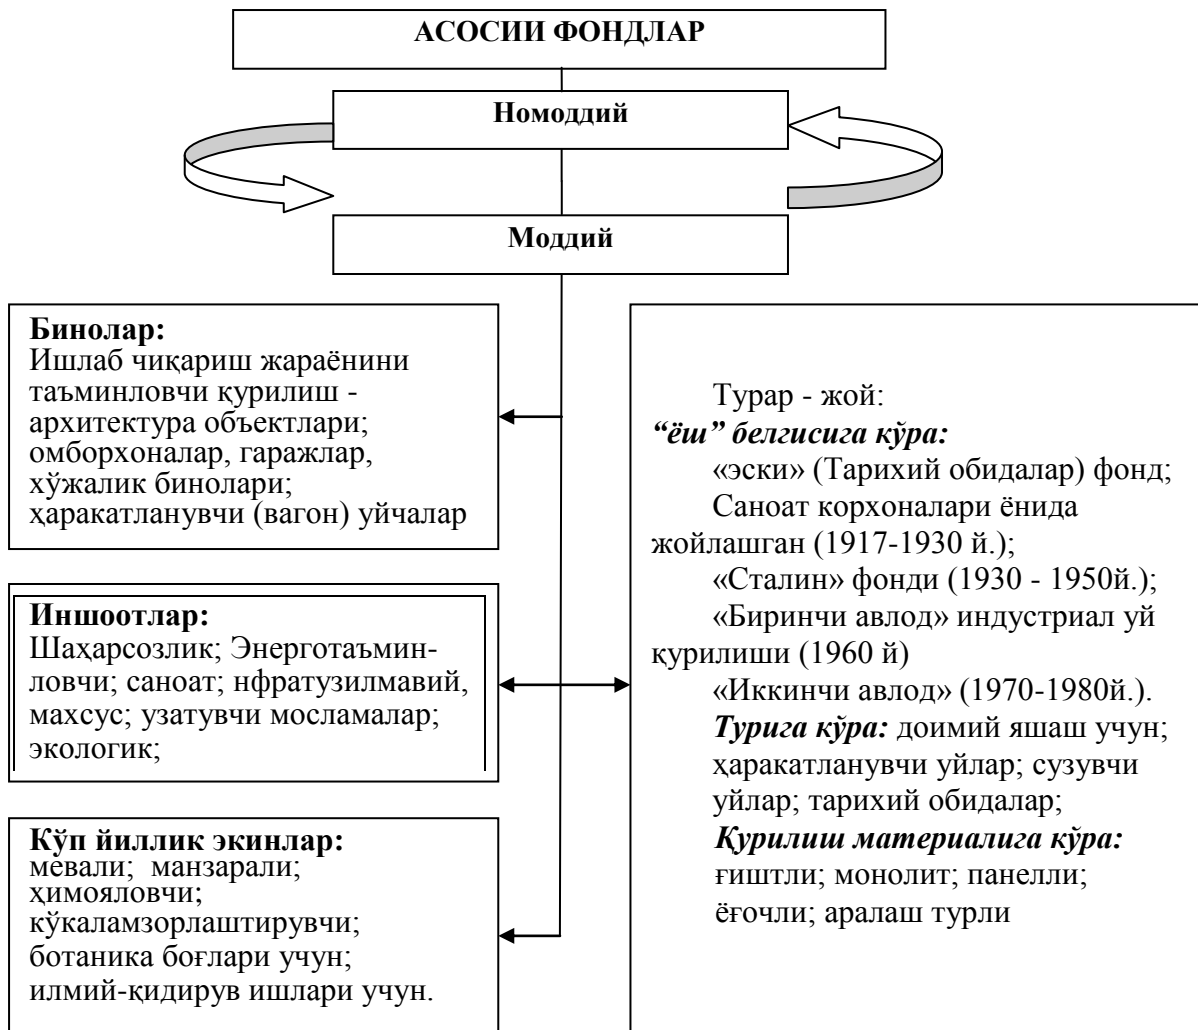 АСОСИИ ФОНДЛАР
Номоддий
Моддий
Бинолар:
Ишлаб чиқариш жараёнини
таъминловчи қурилиш -
архитектура объектлари;
омборхоналар, гаражлар,
хўжалик бинолари;
ҳаракатланувчи (вагон) уйчалар
Иншоотлар:
Шаҳарсозлик; Энерготаъмин-
ловчи; саноат; нфратузилмавий,
махсус; узатувчи мосламалар;
экологик;
Кўп йиллик экинлар:
мевали; манзарали;
ҳимояловчи;
кўкаламзорлаштирувчи;
ботаника боғлари учун;
илмий-қидирув ишлари учун.
Турар - жой:
“ёш” белгисига кўра:
«эски» (Тарихий обидалар) фонд;
Саноат корхоналари ёнида
жойлашган (1917-1930 й.);
«Сталин» фонди (1930 - 1950й.);
«Биринчи авлод» индустриал уй
қурилиши (1960 й)
«Иккинчи авлод» (1970-1980й.).
Турига кўра: доимий яшаш учун;
ҳаракатланувчи уйлар; сузувчи
уйлар; тарихий обидалар;
Қурилиш материалига кўра:
ғиштли; монолит; панелли;
ёғочли; аралаш турли